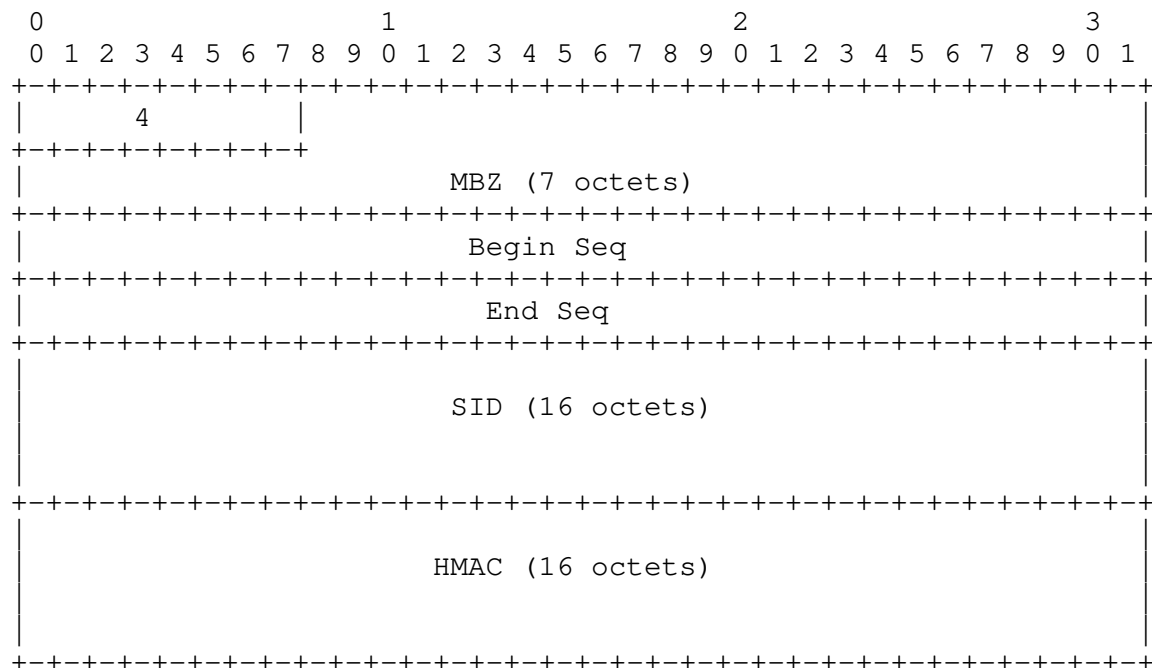 0                   1                   2                   3
0 1 2 3 4 5 6 7 8 9 0 1 2 3 4 5 6 7 8 9 0 1 2 3 4 5 6 7 8 9 0 1
+-+-+-+-+-+-+-+-+-+-+-+-+-+-+-+-+-+-+-+-+-+-+-+-+-+-+-+-+-+-+-+-+
|      4        |                                               |
+-+-+-+-+-+-+-+-+                                               |
|                        MBZ (7 octets)                         |
+-+-+-+-+-+-+-+-+-+-+-+-+-+-+-+-+-+-+-+-+-+-+-+-+-+-+-+-+-+-+-+-+
|                         Begin Seq                             |
+-+-+-+-+-+-+-+-+-+-+-+-+-+-+-+-+-+-+-+-+-+-+-+-+-+-+-+-+-+-+-+-+
|                          End Seq                              |
+-+-+-+-+-+-+-+-+-+-+-+-+-+-+-+-+-+-+-+-+-+-+-+-+-+-+-+-+-+-+-+-+
|                                                               |
|                        SID (16 octets)                        |
|                                                               |
|                                                               |
+-+-+-+-+-+-+-+-+-+-+-+-+-+-+-+-+-+-+-+-+-+-+-+-+-+-+-+-+-+-+-+-+
|                                                               |
|                       HMAC (16 octets)                        |
|                                                               |
|                                                               |
+-+-+-+-+-+-+-+-+-+-+-+-+-+-+-+-+-+-+-+-+-+-+-+-+-+-+-+-+-+-+-+-+